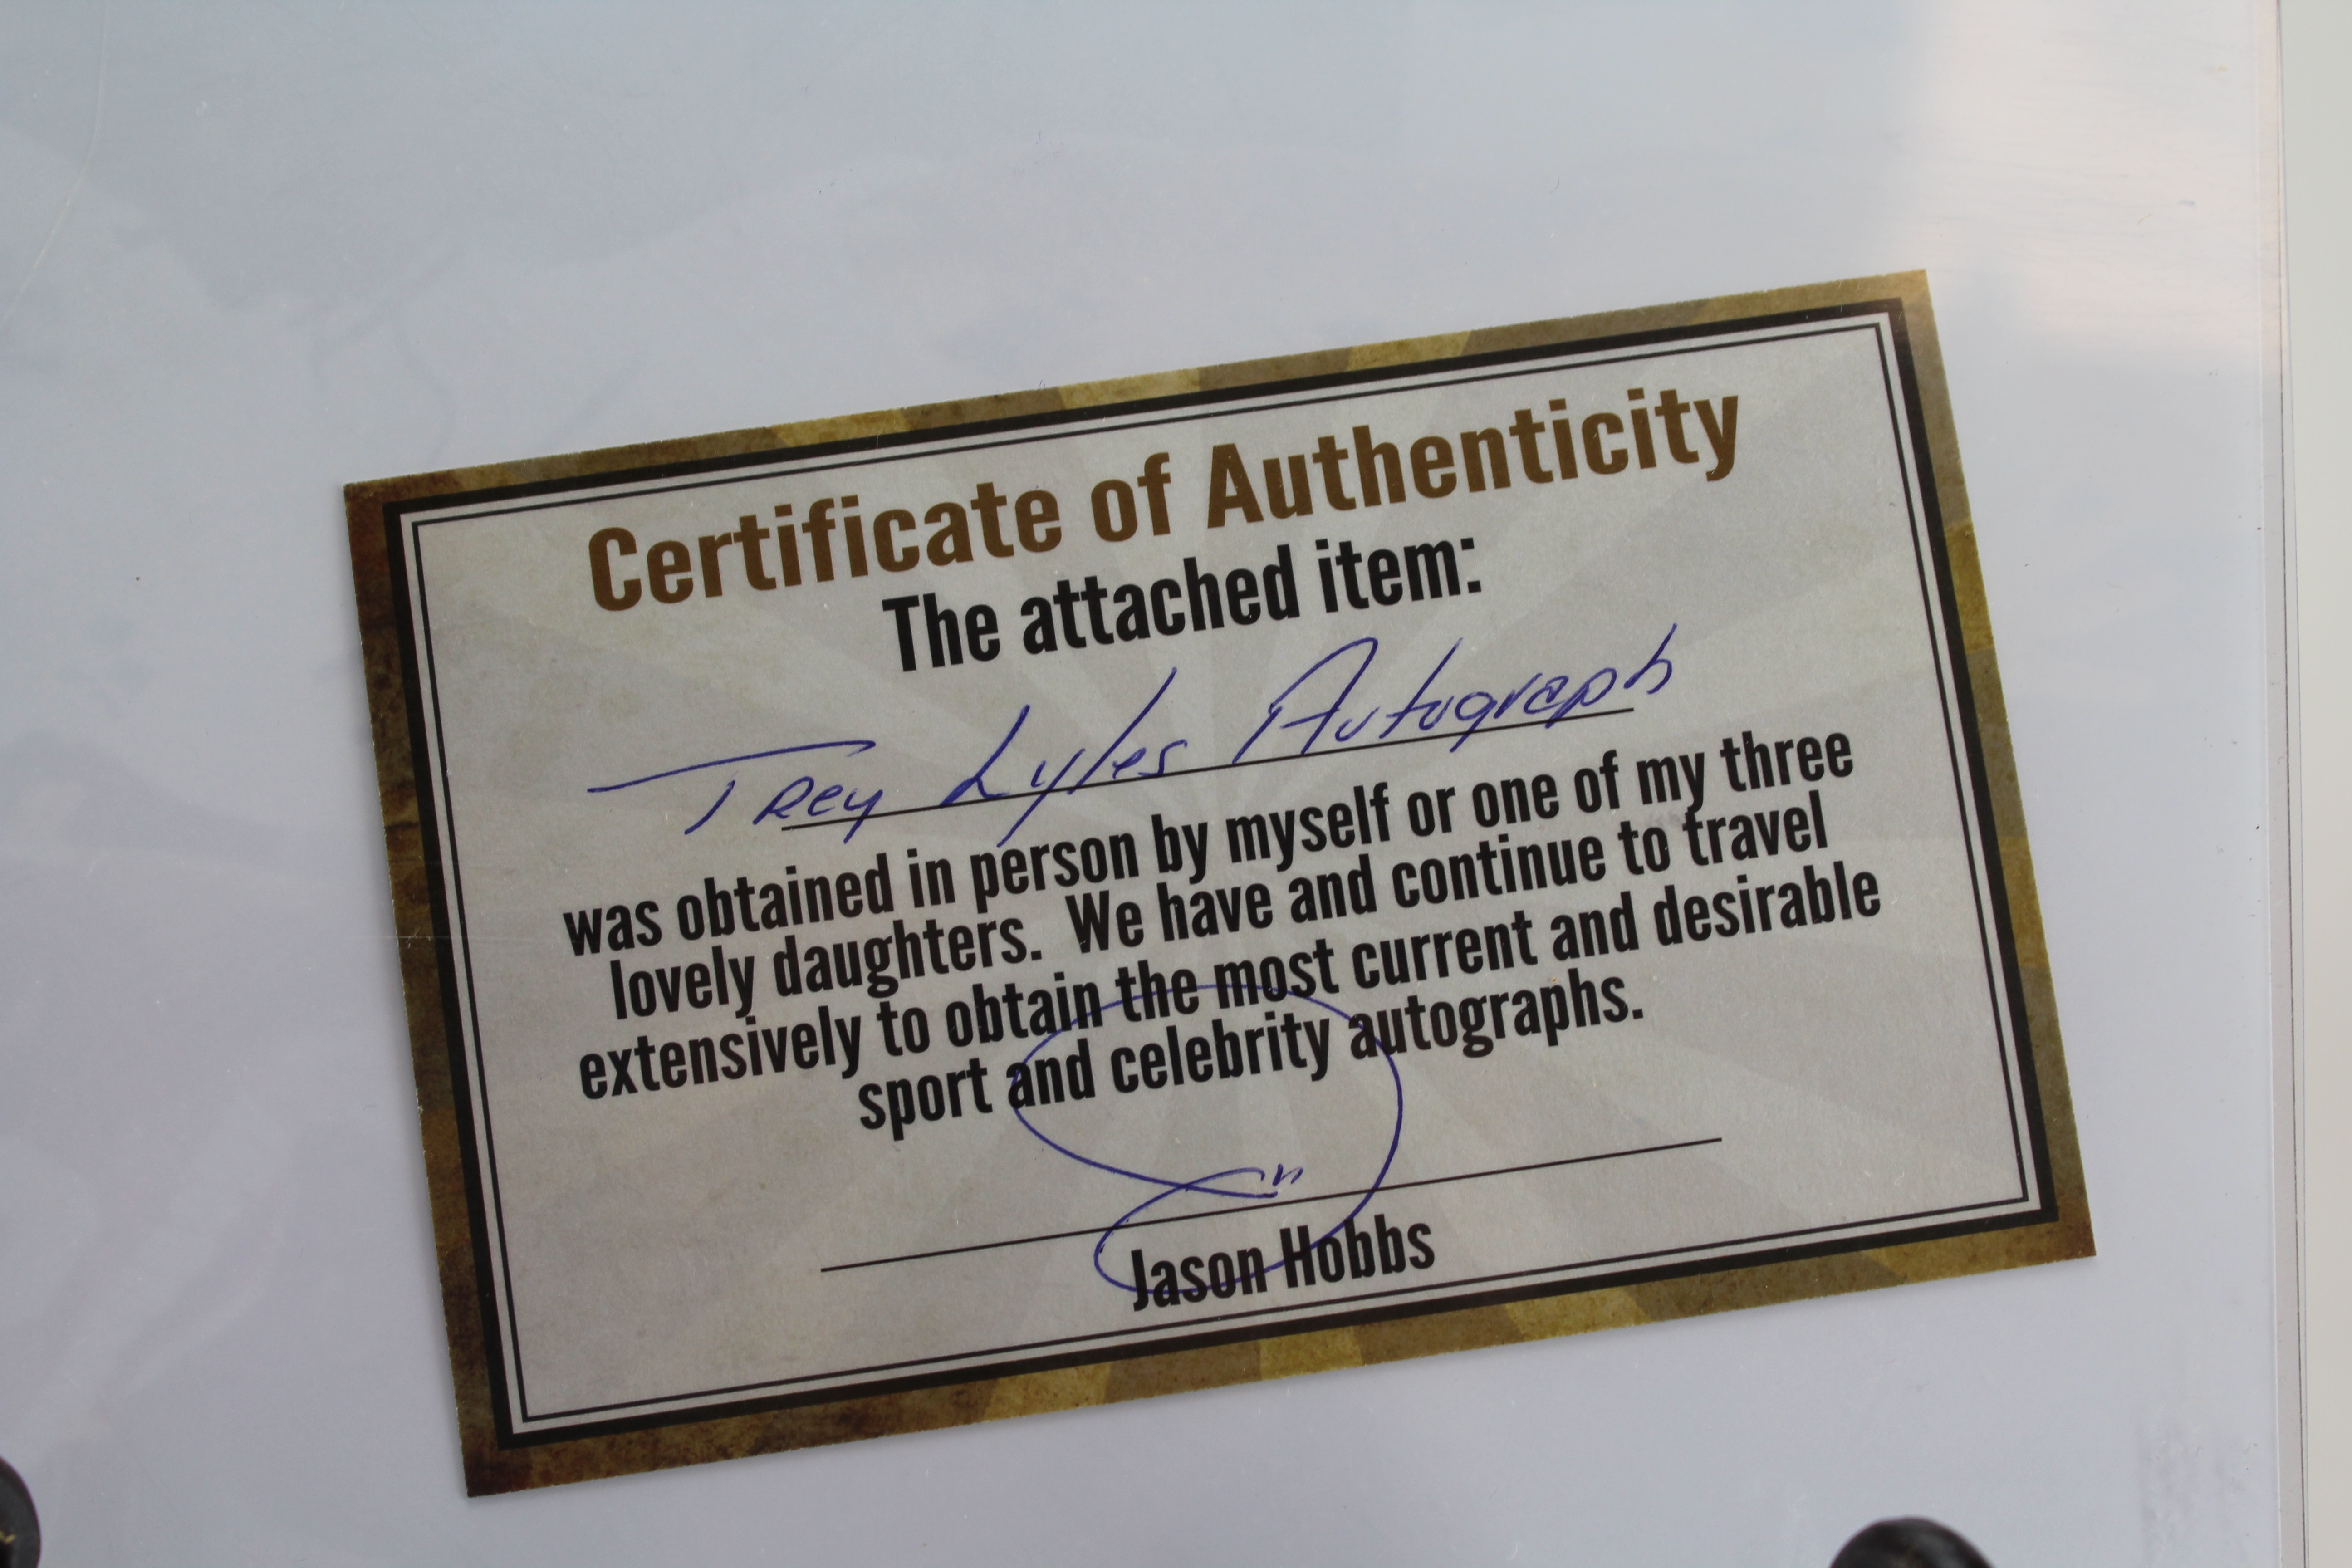 Certificate of Authenticity
The attached item:
Trey Lyles Autograph
was obtained in person by myself or one of my three
lovely daughters. We have and continue to travel
extensively to obtain the most current and desirable
sport and celebrity autographs.
Jason Hobbs